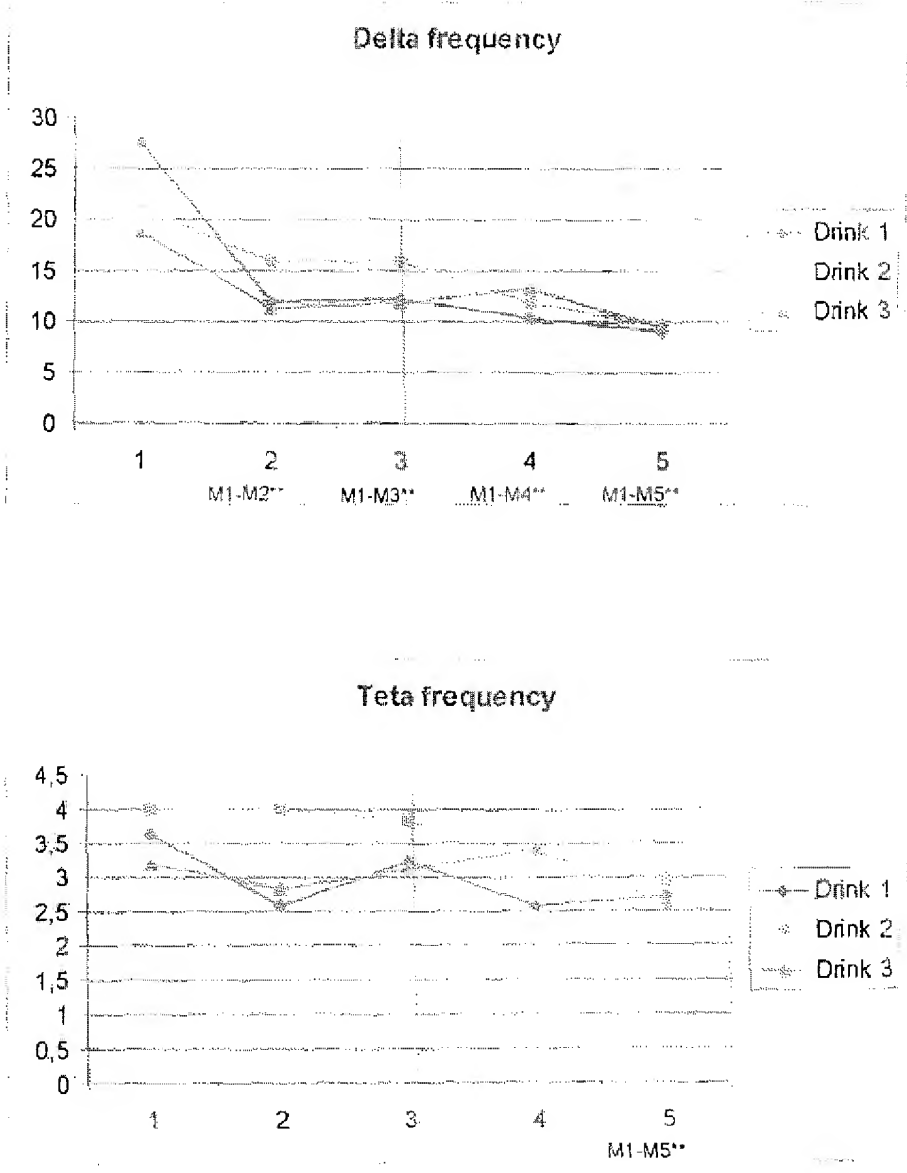 Delta frequency
30
25
20
15
10
5
0
1 2 3 4 5
M1-M2** M1-M3** M1-M4** M1-M5**
Drink 1
Drink 2
Drink 3
Teta frequency
4,5
4
3,5
3
2,5
2
1,5
1
0,5
0
1 2 3 4 5
M1-M5**
Drink 1
Drink 2
Drink 3